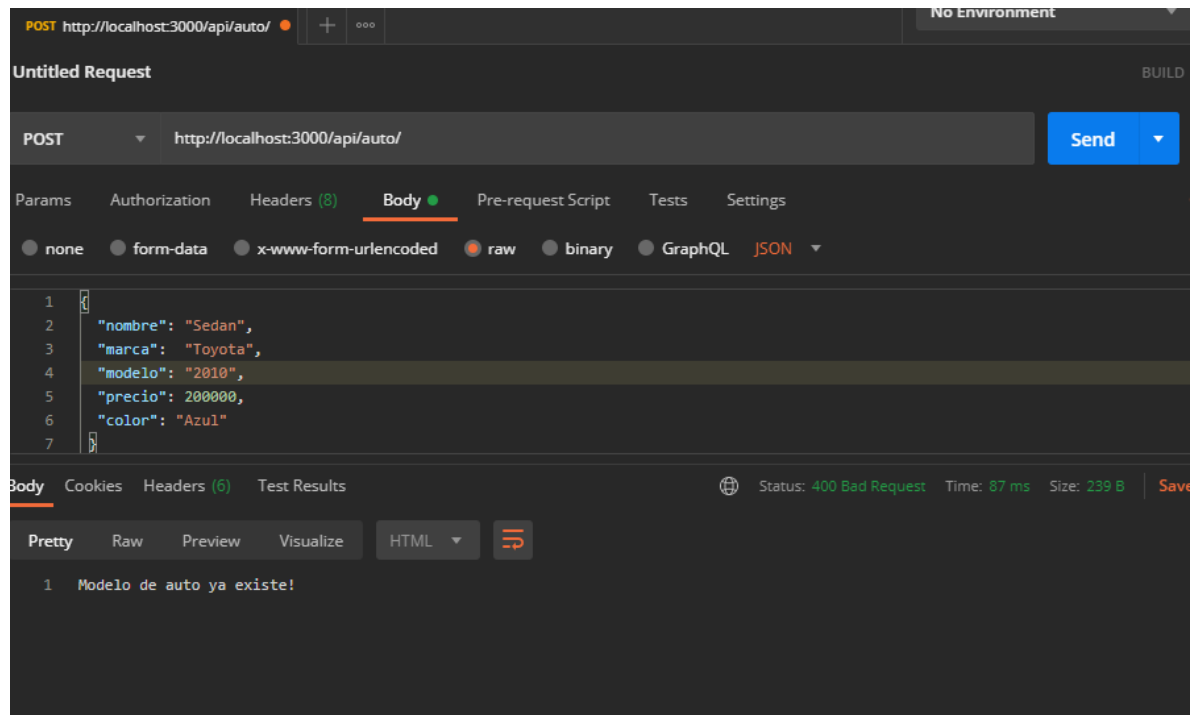 POST http://localhost:3000/api/auto/ No Environment
Untitled Request BUILD
POST http://localhost:3000/api/auto/ Send
Params Authorization Headers (8) Body Pre-request Script Tests Settings
none form-data x-www-form-urlencoded raw binary GraphQL JSON
1 {
2 "nombre": "Sedan",
3 "marca": "Toyota",
4 "modelo": "2010",
5 "precio": 200000,
6 "color": "Azul"
7 }
Body Cookies Headers (6) Test Results Status: 400 Bad Request Time: 87 ms Size: 239 B Save
Pretty Raw Preview Visualize HTML
1 Modelo de auto ya existe!